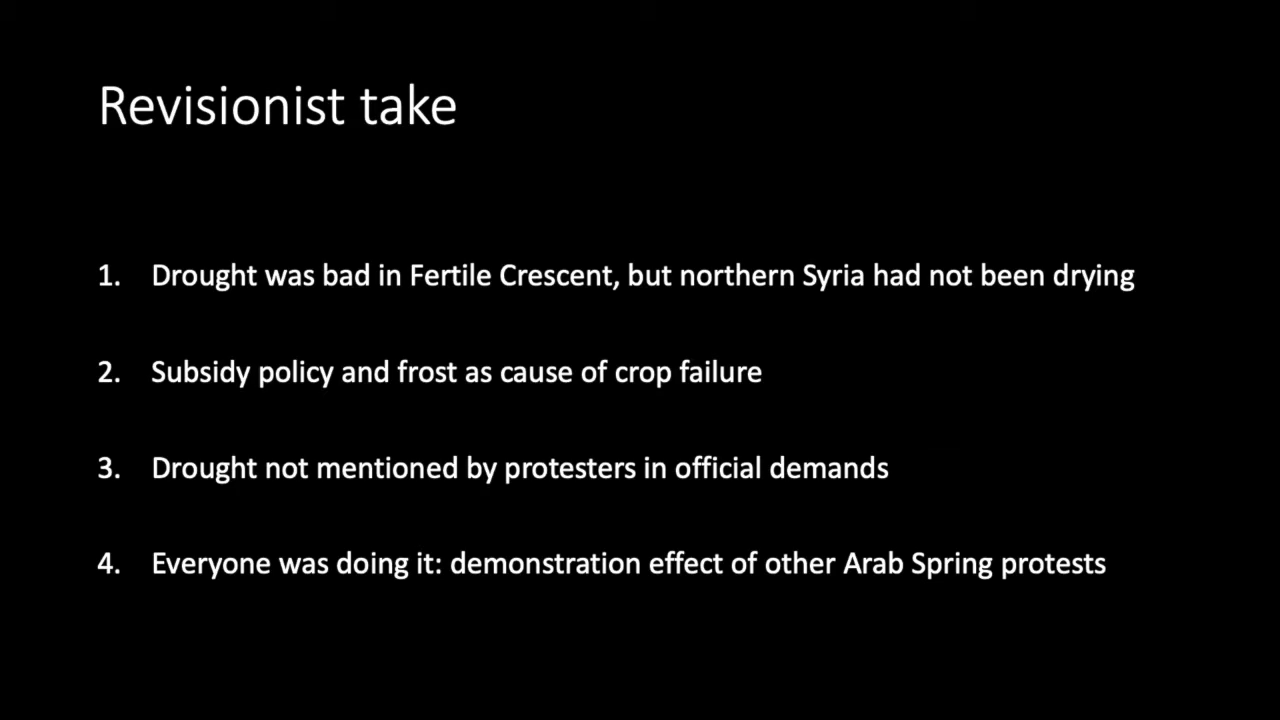 Revisionist take
1. Drought was bad in Fertile Crescent, but northern Syria had not been drying
2. Subsidy policy and frost as cause of crop failure
3. Drought not mentioned by protesters in official demands
4. Everyone was doing it: demonstration effect of other Arab Spring protests